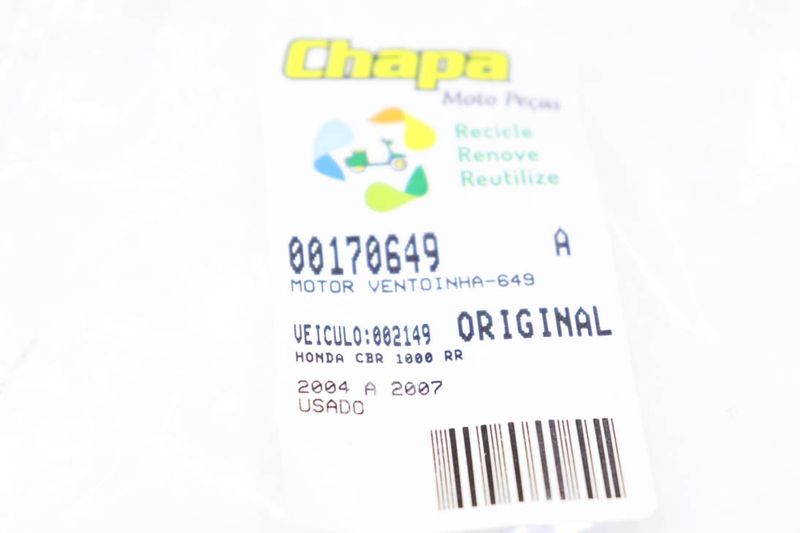 Chapa
Moto Peças
Recicle
Renove
Reutilize
00170649 A
MOTOR VENTOINHA-649
VEICULO:002149 ORIGINAL
HONDA CBR 1000 RR
2004 A 2007
USADO